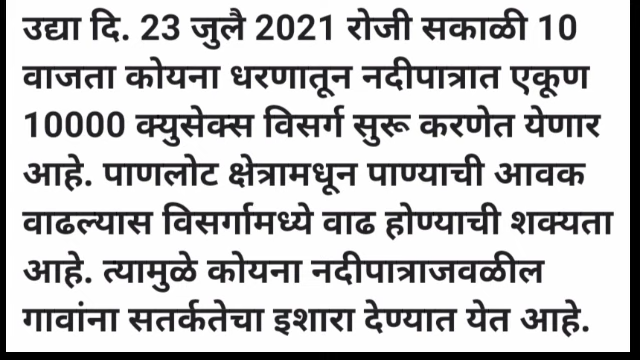 उद्या दि. 23 जुलै 2021 रोजी सकाळी 10
वाजता कोयना धरणातून नदीपात्रात एकूण
10000 क्युसेक्स विसर्ग सुरू करणेत येणार
आहे. पाणलोट क्षेत्रामधून पाण्याची आवक
वाढल्यास विसर्गामध्ये वाढ होण्याची शक्यता
आहे. त्यामुळे कोयना नदीपात्राजवळील
गावांना सतर्कतेचा इशारा देण्यात येत आहे.